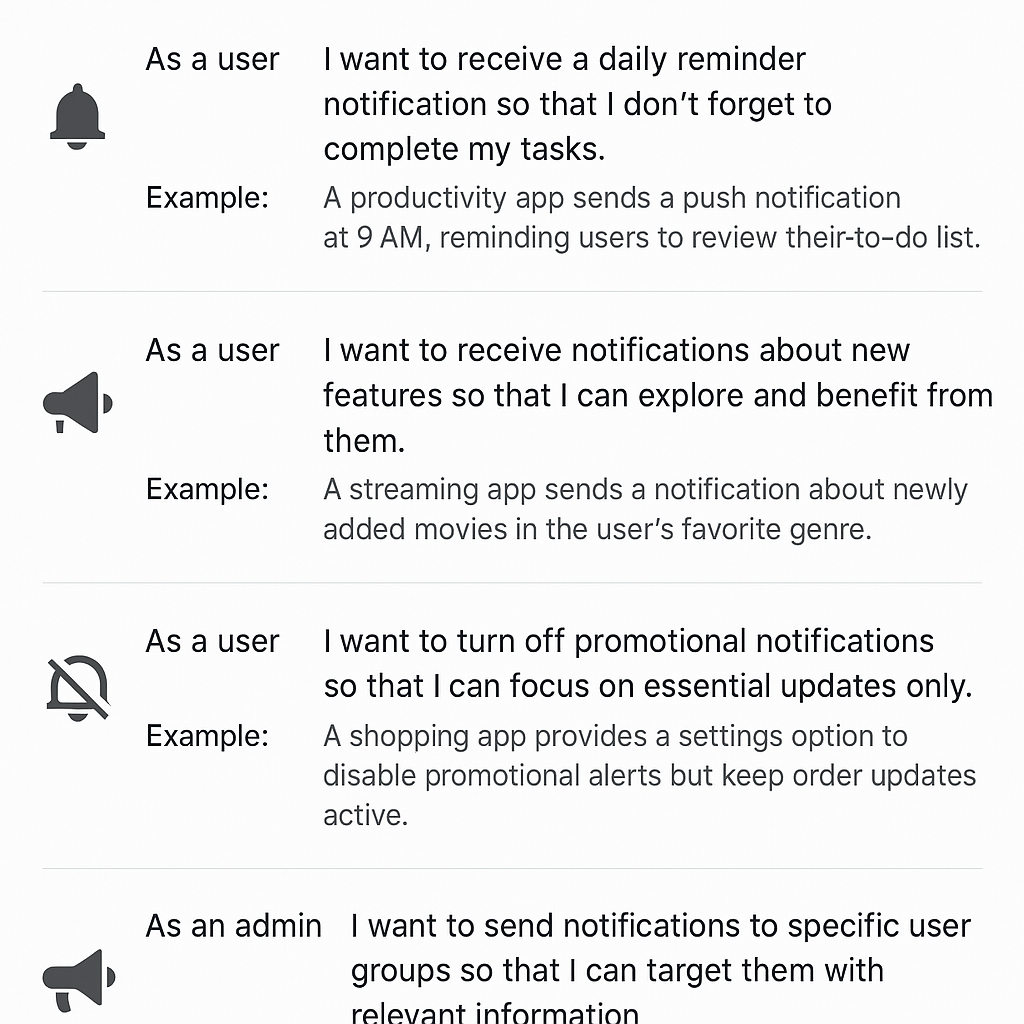 As a user I want to receive a daily reminder
notification so that I don’t forget to
complete my tasks.
Example: A productivity app sends a push notification
at 9 AM, reminding users to review their-to-do list.
As a user I want to receive notifications about new
features so that I can explore and benefit from
them.
Example: A streaming app sends a notification about newly
added movies in the user’s favorite genre.
As a user I want to turn off promotional notifications
so that I can focus on essential updates only.
Example: A shopping app provides a settings option to
disable promotional alerts but keep order updates
active.
As an admin I want to send notifications to specific user
groups so that I can target them with
relevant information